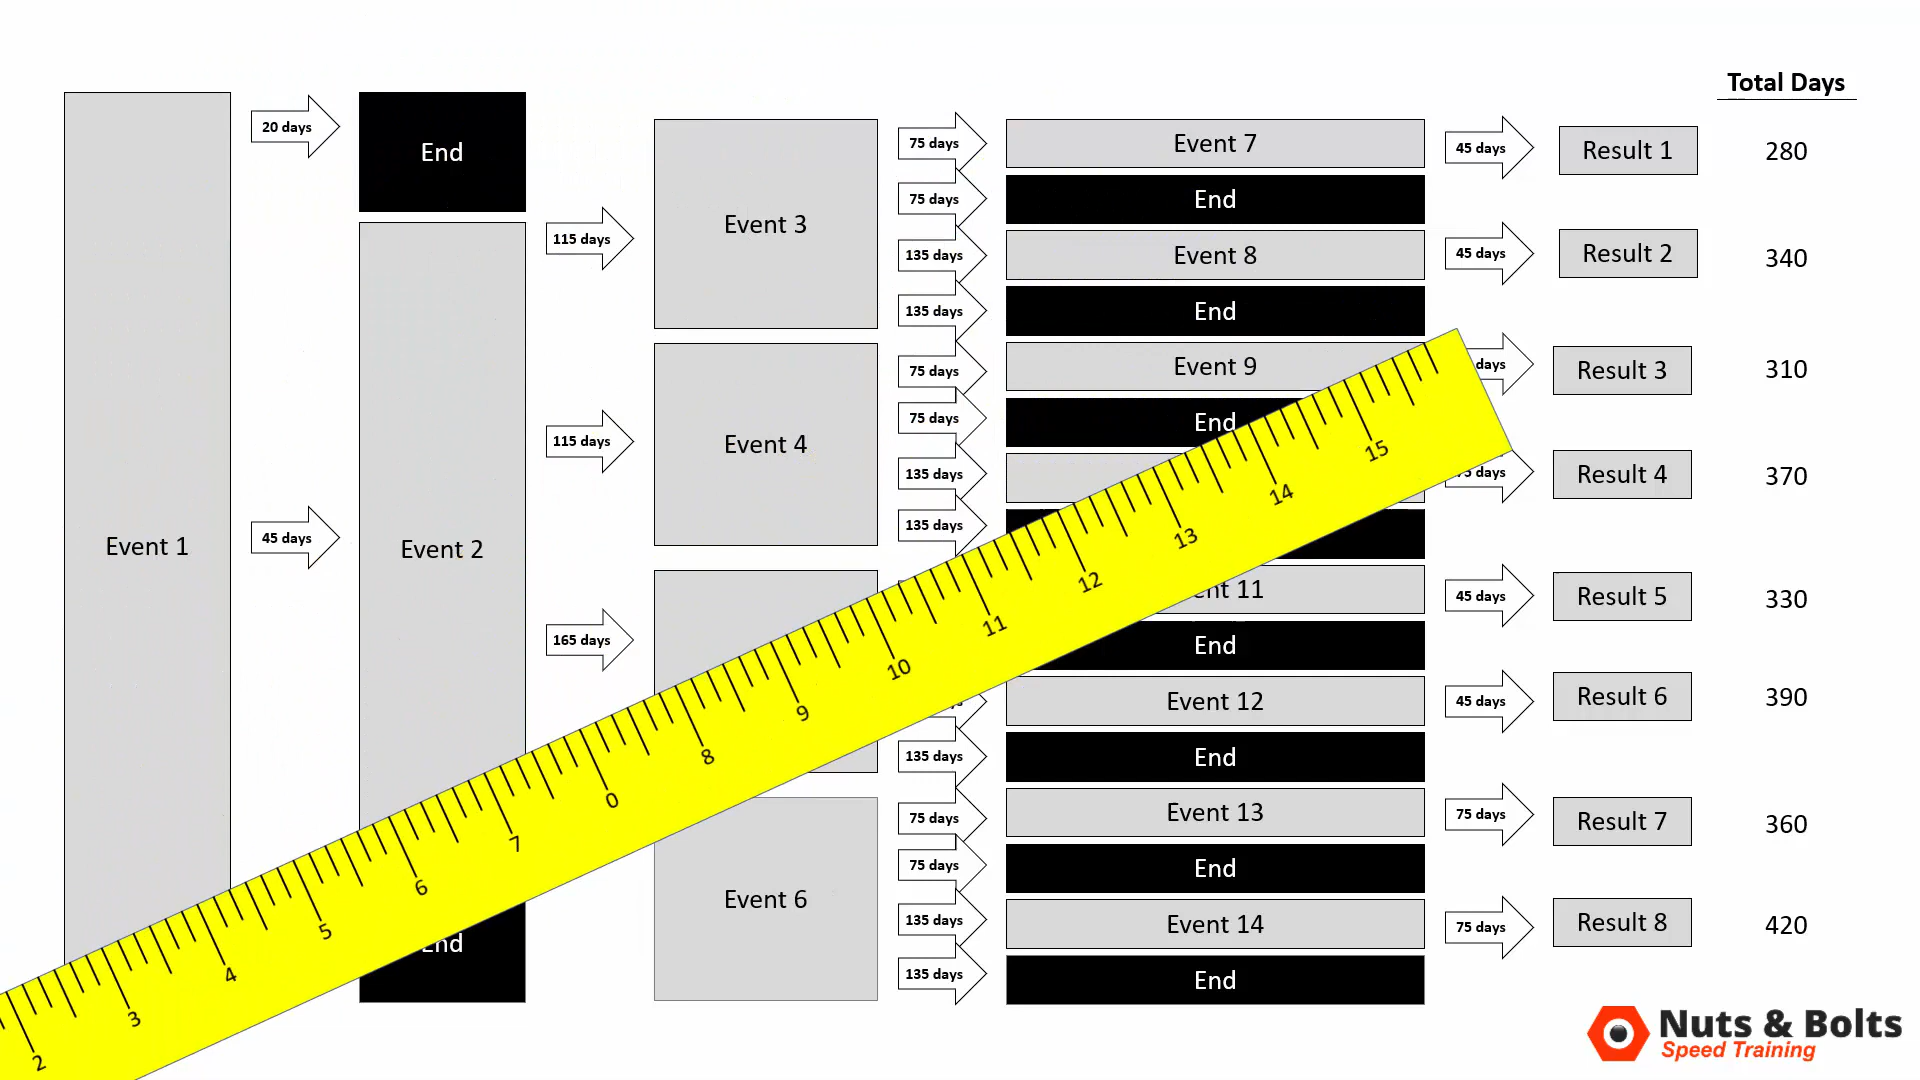 Total Days
20 days
End
75 days
Event 7
45 days
Result 1
280
75 days
End
115 days
Event 3
135 days
Event 8
45 days
Result 2
340
135 days
End
75 days
Event 9
days
Result 3
310
75 days
End
115 days
Event 4
135 days
days
Result 4
370
135 days
Event 1
45 days
Event 2
11
45 days
Result 5
330
165 days
End
Event 12
45 days
Result 6
390
135 days
End
75 days
Event 13
75 days
Result 7
360
75 days
End
Event 6
135 days
Event 14
75 days
Result 8
420
End
135 days
End
2 3 4 5 6 7 0 8 9 10 11 12 13 14 15
Nuts & Bolts
Speed Training